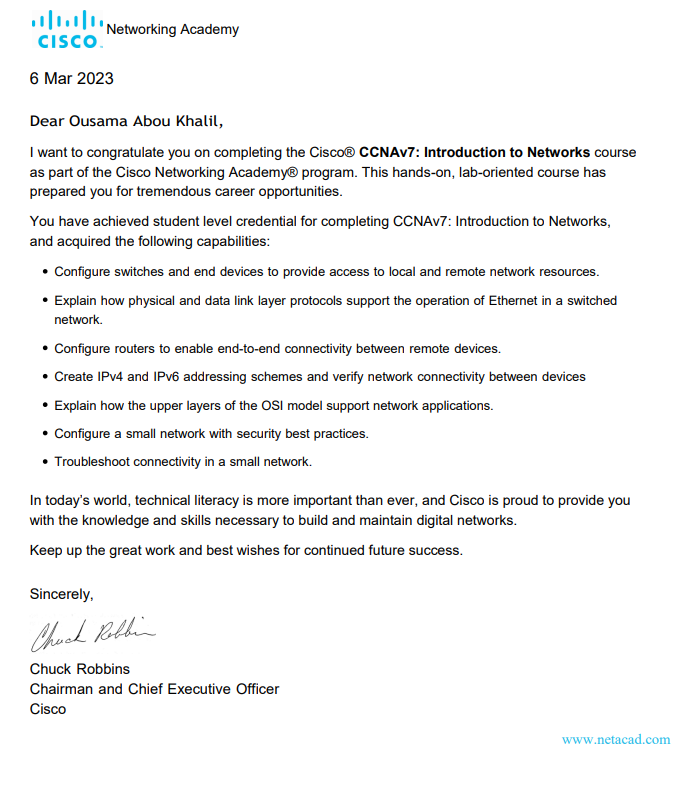 CISCO Networking Academy
6 Mar 2023
Dear Ousama Abou Khalil,
I want to congratulate you on completing the Cisco® CCNAv7: Introduction to Networks course
as part of the Cisco Networking Academy® program. This hands-on, lab-oriented course has
prepared you for tremendous career opportunities.
You have achieved student level credential for completing CCNAv7: Introduction to Networks,
and acquired the following capabilities:
• Configure switches and end devices to provide access to local and remote network resources.
• Explain how physical and data link layer protocols support the operation of Ethernet in a switched
network.
• Configure routers to enable end-to-end connectivity between remote devices.
• Create IPv4 and IPv6 addressing schemes and verify network connectivity between devices
• Explain how the upper layers of the OSI model support network applications.
• Configure a small network with security best practices.
• Troubleshoot connectivity in a small network.
In today’s world, technical literacy is more important than ever, and Cisco is proud to provide you
with the knowledge and skills necessary to build and maintain digital networks.
Keep up the great work and best wishes for continued future success.
Sincerely,
Chuck Robbins
Chuck Robbins
Chairman and Chief Executive Officer
Cisco
www.netacad.com